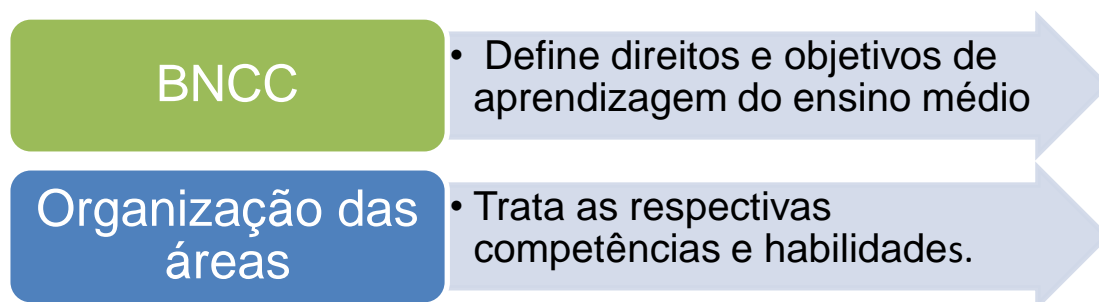 BNCC
• Define direitos e objetivos de
aprendizagem do ensino médio
Organização das
áreas
• Trata as respectivas
competências e habilidades.